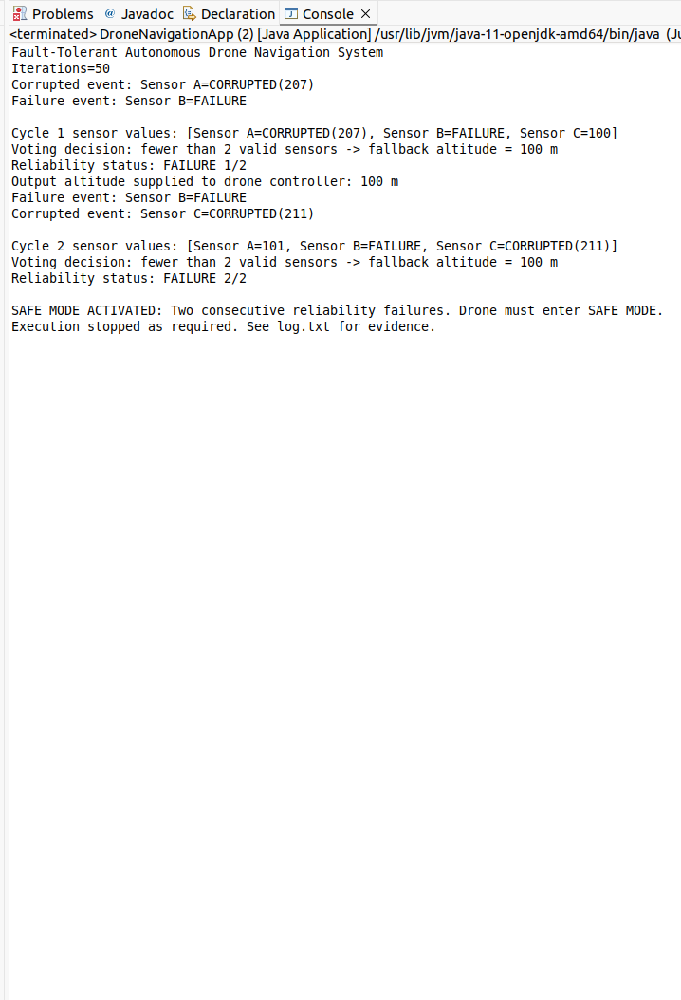 Problems @ Javadoc Declaration Console
<terminated> DroneNavigationApp (2) [Java Application] /usr/lib/jvm/java-11-openjdk-amd64/bin/java (Ju
Fault-Tolerant Autonomous Drone Navigation System
Iterations=50
Corrupted event: Sensor A=CORRUPTED(207)
Failure event: Sensor B=FAILURE
Cycle 1 sensor values: [Sensor A=CORRUPTED(207), Sensor B=FAILURE, Sensor C=100]
Voting decision: fewer than 2 valid sensors -> fallback altitude = 100 m
Reliability status: FAILURE 1/2
Output altitude supplied to drone controller: 100 m
Failure event: Sensor B=FAILURE
Corrupted event: Sensor C=CORRUPTED(211)
Cycle 2 sensor values: [Sensor A=101, Sensor B=FAILURE, Sensor C=CORRUPTED(211)]
Voting decision: fewer than 2 valid sensors -> fallback altitude = 100 m
Reliability status: FAILURE 2/2
SAFE MODE ACTIVATED: Two consecutive reliability failures. Drone must enter SAFE MODE.
Execution stopped as required. See log.txt for evidence.